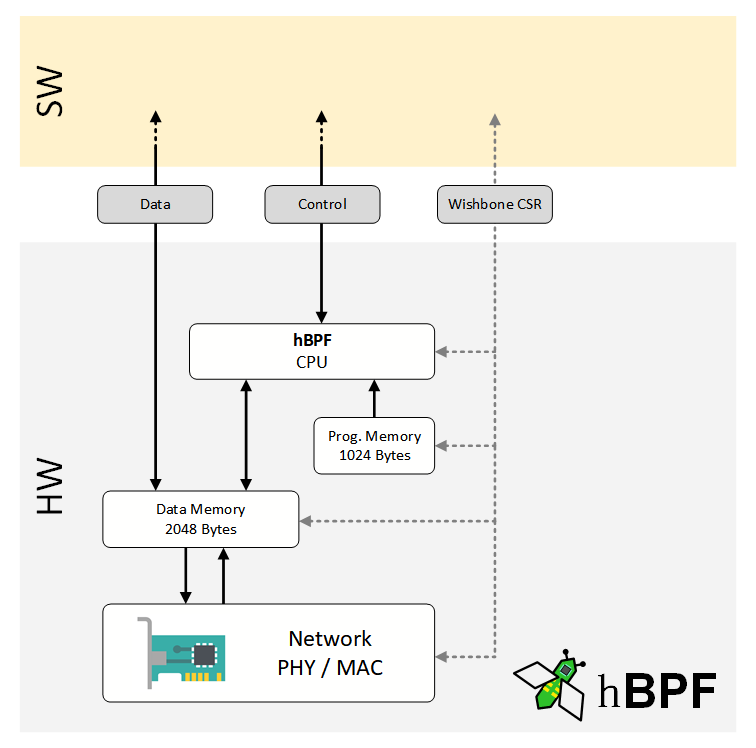 SW
Data
Control
Wishbone CSR
HW
hBPF
CPU
Prog. Memory
1024 Bytes
Data Memory
2048 Bytes
Network
PHY / MAC
hBPF